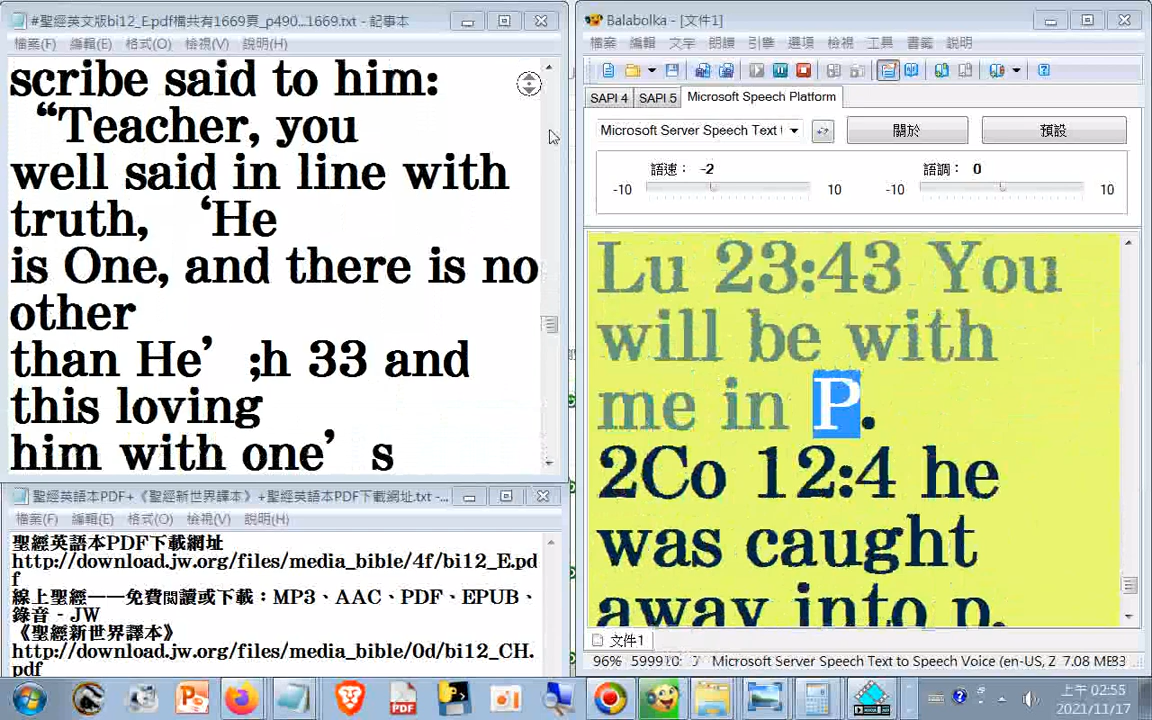 #聖經英文版bi12_E.pdf檔共有1669頁_p490...1669.txt - 記事本
檔案(F) 編輯(E) 格式(O) 檢視(V) 說明(H)
scribe said to him:
“Teacher, you
well said in line with
truth, ‘He
is One, and there is no
other
than He’ ;h 33 and
this loving
him with one’ s
聖經英語本PDF+《聖經新世界譯本》+聖經英語本PDF下載網址.txt -...
檔案(F) 編輯(E) 格式(O) 檢視(V) 說明(H)
聖經英語本PDF下載網址
http://download.jw.org/files/media_bible/4f/bi12_E.pd
f
線上聖經——免費閱讀或下載：MP3、AAC、PDF、EPUB、
錄音 - JW
《聖經新世界譯本》
http://download.jw.org/files/media_bible/0d/bi12_CH.
pdf
Balabolka - [文件1]
檔案 編輯 文字 朗讀 引擎 選項 檢視 工具 書籤 說明
SAPI 4 SAPI 5 Microsoft Speech Platform
Microsoft Server Speech Text 關於 預設
語速： -2 語調： 0
-10 10 -10 10
Lu 23:43 You
will be with
me in P.
2Co 12:4 he
was caught
away into p.
文件1
96% Microsoft Server Speech Text to Speech Voice (en-US, Z 7.08 MB
PDF
上午 02:55
2021/11/17